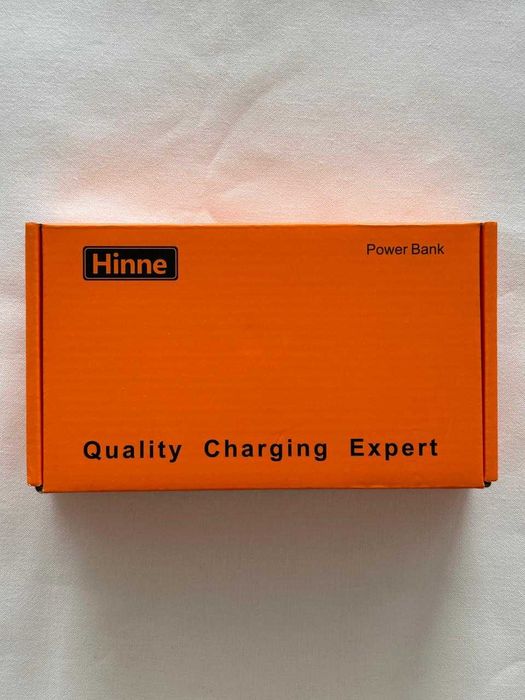 Hinne
Power Bank
Quality Charging Expert